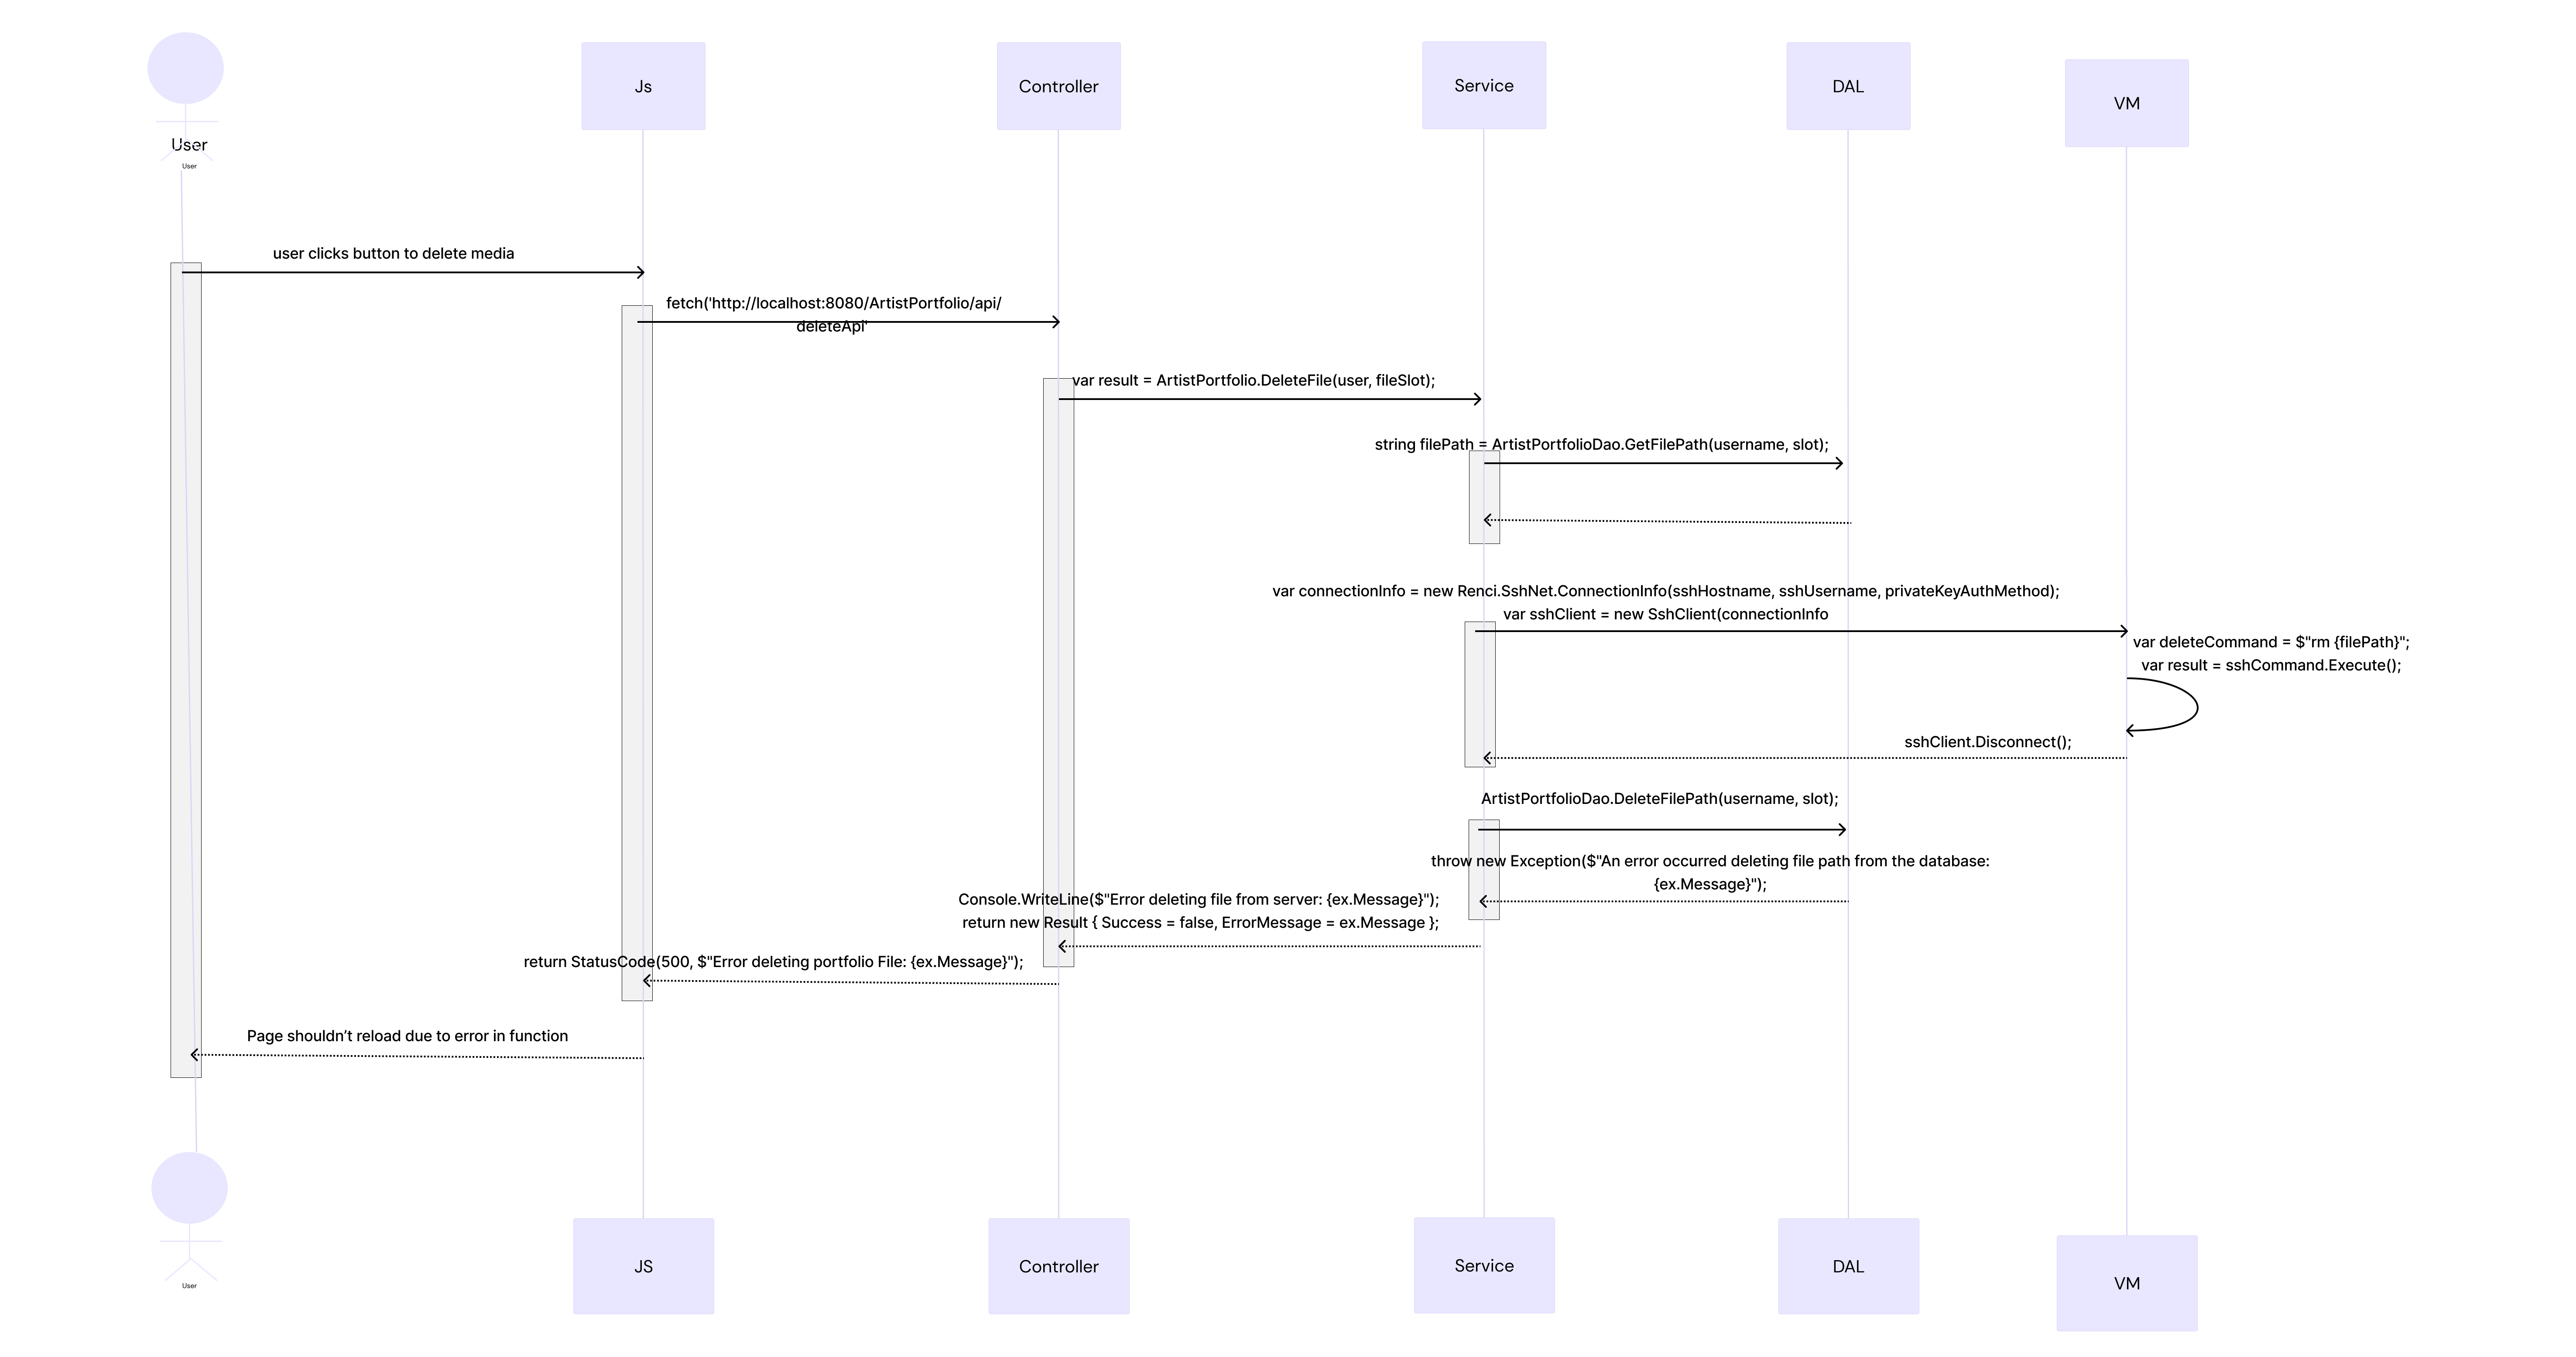 Js
Controller
Service
DAL
VM
User
User
user clicks button to delete media
fetch('http://localhost:8080/ArtistPortfolio/api/
deleteApi'
var result = ArtistPortfolio.DeleteFile(user, fileSlot);
string filePath = ArtistPortfolioDao.GetFilePath(username, slot);
var connectionInfo = new Renci.SshNet.ConnectionInfo(sshHostname, sshUsername, privateKeyAuthMethod);
var sshClient = new SshClient(connectionInfo
var deleteCommand = $"rm {filePath}";
var result = sshCommand.Execute();
sshClient.Disconnect();
ArtistPortfolioDao.DeleteFilePath(username, slot);
throw new Exception($"An error occurred deleting file path from the database:
{ex.Message}");
Console.WriteLine($"Error deleting file from server: {ex.Message}");
return new Result { Success = false, ErrorMessage = ex.Message };
return StatusCode(500, $"Error deleting portfolio File: {ex.Message}");
Page shouldn’t reload due to error in function
User
JS
Controller
Service
DAL
VM